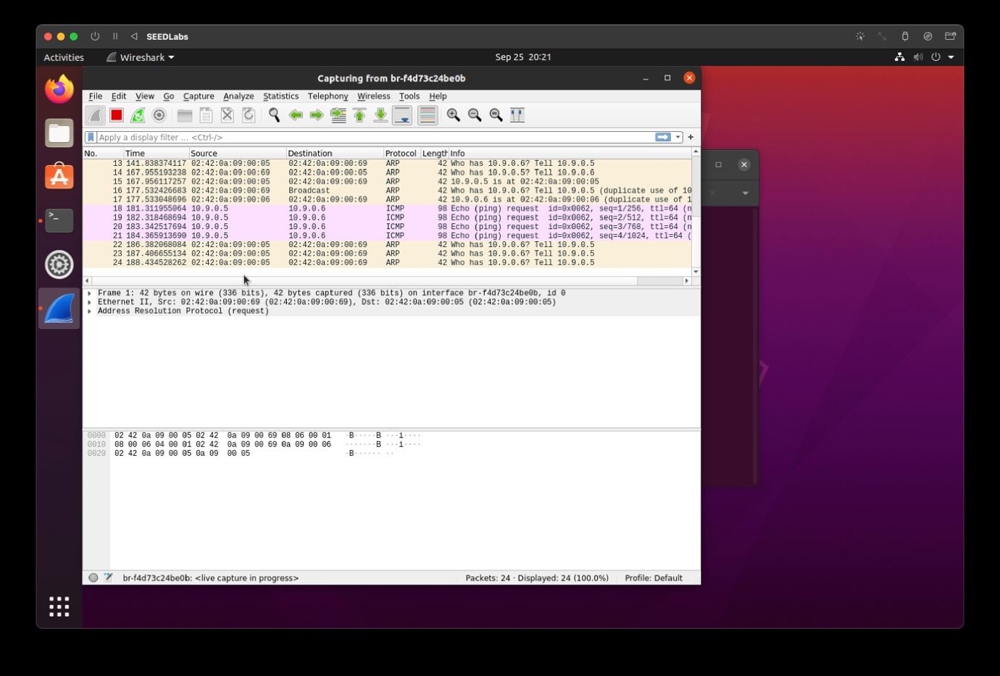 SEEDLabs
Activities Wireshark Sep 25 20:21
Capturing from br-f4d73c24be0b
File Edit View Go Capture Analyze Statistics Telephony Wireless Tools Help
Apply a display filter ... <Ctrl-/>
No. Time Source Destination Protocol Length Info
13 141.838374117 02:42:0a:09:00:05 02:42:0a:09:00:69 ARP 42 Who has 10.9.0.6? Tell 10.9.0.5
14 167.955193238 02:42:0a:09:00:69 02:42:0a:09:00:05 ARP 42 Who has 10.9.0.5? Tell 10.9.0.6
15 167.956117257 02:42:0a:09:00:05 02:42:0a:09:00:69 ARP 42 10.9.0.5 is at 02:42:0a:09:00:05
16 177.532426683 02:42:0a:09:00:69 Broadcast ARP 42 Who has 10.9.0.6? Tell 10.9.0.5 (duplicate use of 10
17 177.533048696 02:42:0a:09:00:06 02:42:0a:09:00:69 ARP 42 10.9.0.6 is at 02:42:0a:09:00:06 (duplicate use of 1
18 181.311955064 10.9.0.5 10.9.0.6 ICMP 98 Echo (ping) request id=0x0062, seq=1/256, ttl=64 (n
19 182.318468694 10.9.0.5 10.9.0.6 ICMP 98 Echo (ping) request id=0x0062, seq=2/512, ttl=64 (n
20 183.342517694 10.9.0.5 10.9.0.6 ICMP 98 Echo (ping) request id=0x0062, seq=3/768, ttl=64 (n
21 184.365913690 10.9.0.5 10.9.0.6 ICMP 98 Echo (ping) request id=0x0062, seq=4/1024, ttl=64 (
22 186.382068084 02:42:0a:09:00:05 02:42:0a:09:00:69 ARP 42 Who has 10.9.0.6? Tell 10.9.0.5
23 187.406655134 02:42:0a:09:00:05 02:42:0a:09:00:69 ARP 42 Who has 10.9.0.6? Tell 10.9.0.5
24 188.434528262 02:42:0a:09:00:05 02:42:0a:09:00:69 ARP 42 Who has 10.9.0.6? Tell 10.9.0.5
Frame 1: 42 bytes on wire (336 bits), 42 bytes captured (336 bits) on interface br-f4d73c24be0b, id 0
Ethernet II, Src: 02:42:0a:09:00:69 (02:42:0a:09:00:69), Dst: 02:42:0a:09:00:05 (02:42:0a:09:00:05)
Address Resolution Protocol (request)
0000 02 42 0a 09 00 05 02 42 0a 09 00 69 08 06 00 01 ·B·····B ···i····
0010 08 00 06 04 00 01 02 42 0a 09 00 69 0a 09 00 06 ·······B ···i····
0020 02 42 0a 09 00 05 0a 09 00 05 ·B······ ··
br-f4d73c24be0b: <live capture in progress> Packets: 24 · Displayed: 24 (100.0%) Profile: Default